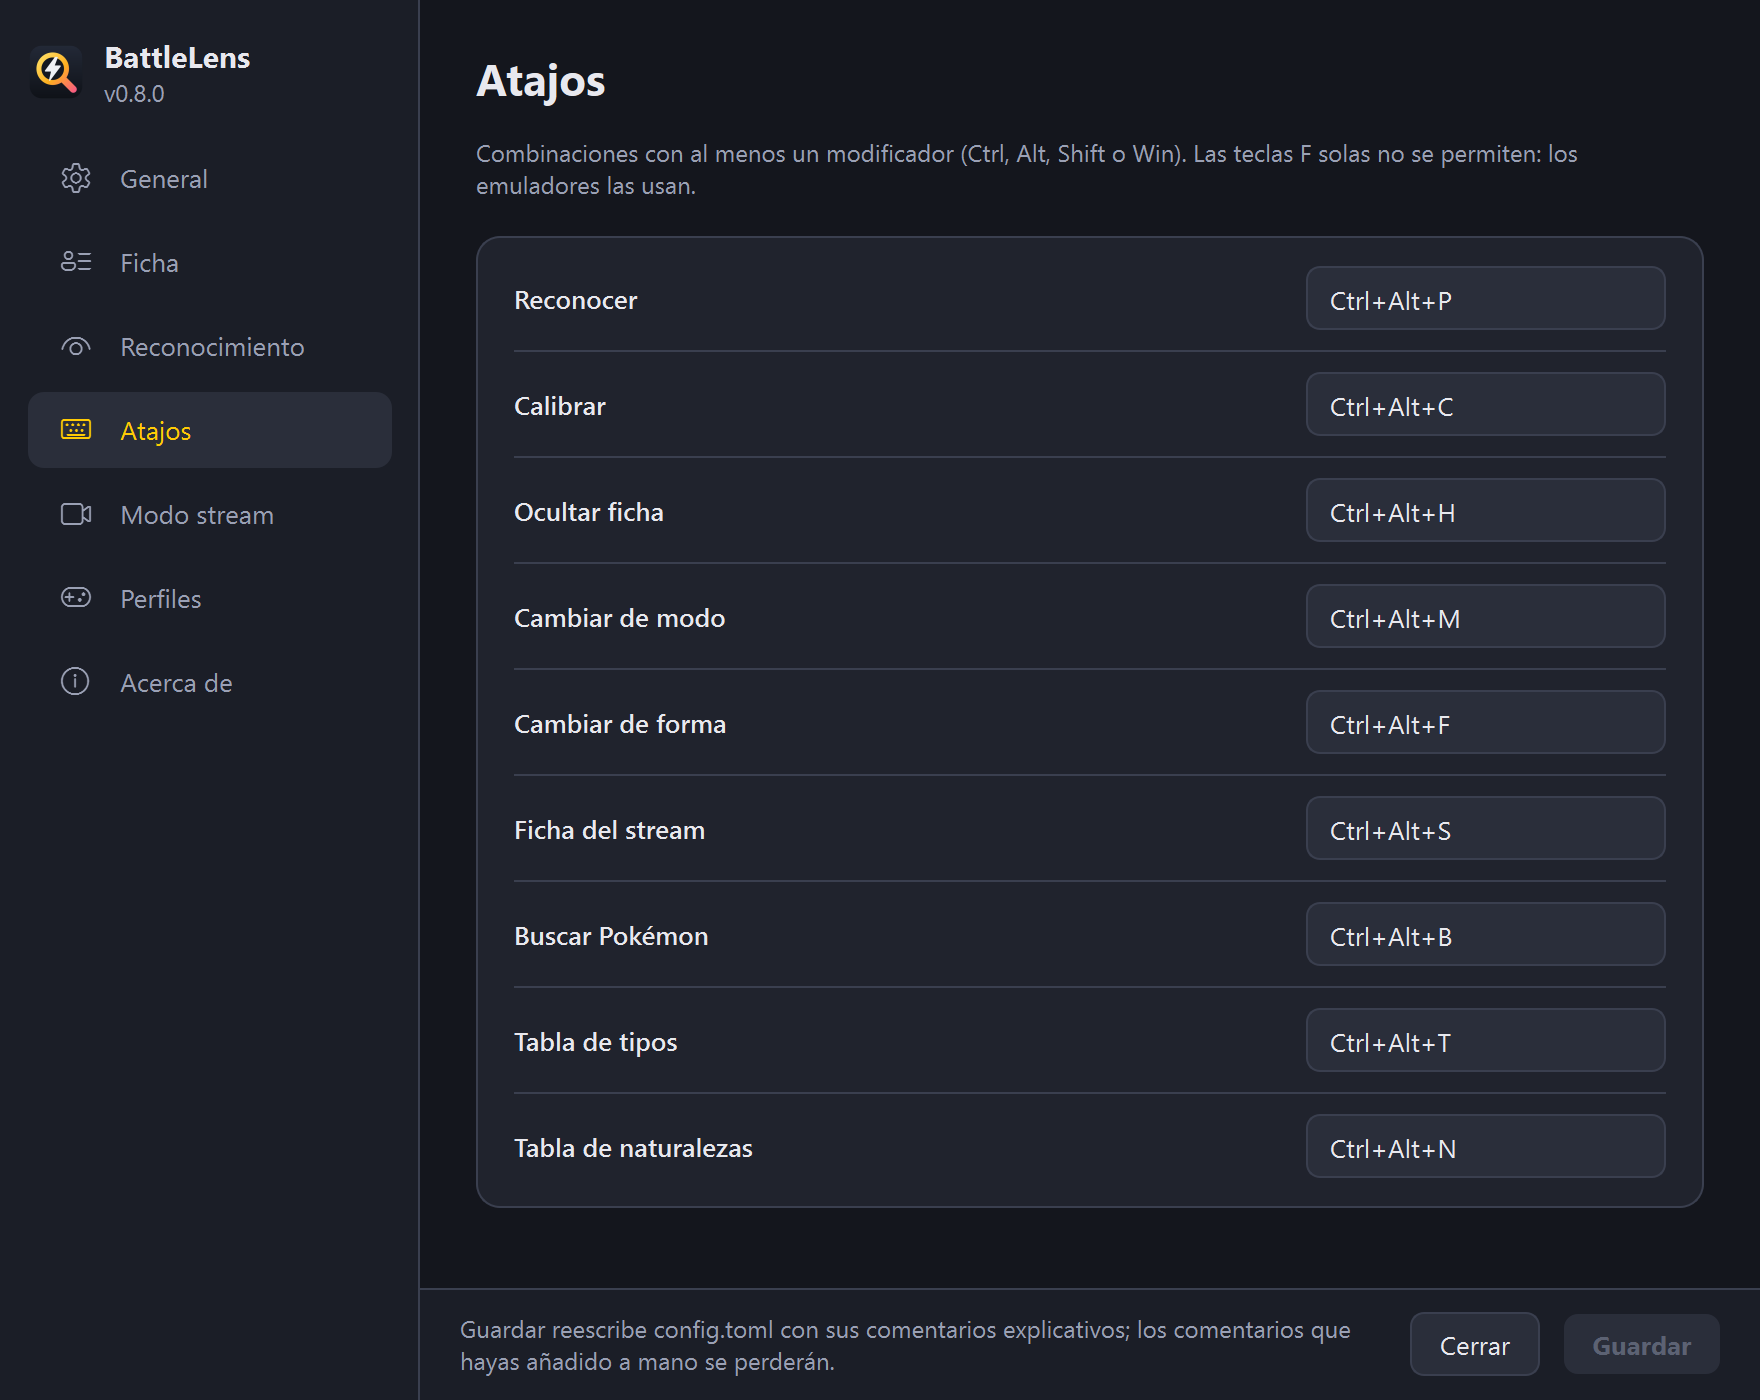 BattleLens
v0.8.0
General
Ficha
Reconocimiento
Atajos
Modo stream
Perfiles
Acerca de
Atajos
Combinaciones con al menos un modificador (Ctrl, Alt, Shift o Win). Las teclas F solas no se permiten: los
emuladores las usan.
Reconocer
Ctrl+Alt+P
Calibrar
Ctrl+Alt+C
Ocultar ficha
Ctrl+Alt+H
Cambiar de modo
Ctrl+Alt+M
Cambiar de forma
Ctrl+Alt+F
Ficha del stream
Ctrl+Alt+S
Buscar Pokémon
Ctrl+Alt+B
Tabla de tipos
Ctrl+Alt+T
Tabla de naturalezas
Ctrl+Alt+N
Guardar reescribe config.toml con sus comentarios explicativos; los comentarios que
hayas añadido a mano se perderán.
Cerrar
Guardar